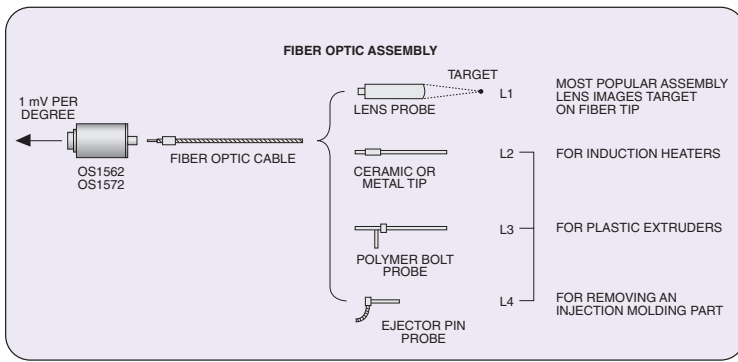 FIBER OPTIC ASSEMBLY
1 mV PER
DEGREE
OS1562
OS1572
FIBER OPTIC CABLE
TARGET
LENS PROBE
L1
MOST POPULAR ASSEMBLY
LENS IMAGES TARGET
ON FIBER TIP
CERAMIC OR
METAL TIP
L2
FOR INDUCTION HEATERS
POLYMER BOLT
PROBE
L3
FOR PLASTIC EXTRUDERS
EJECTOR PIN
PROBE
L4
FOR REMOVING AN
INJECTION MOLDING PART